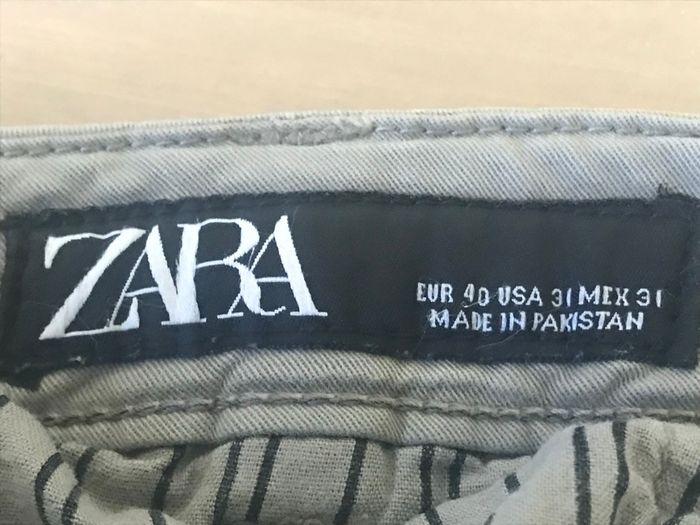 ZARA
EUR 40 USA 31 MEX 31
MADE IN PAKISTAN